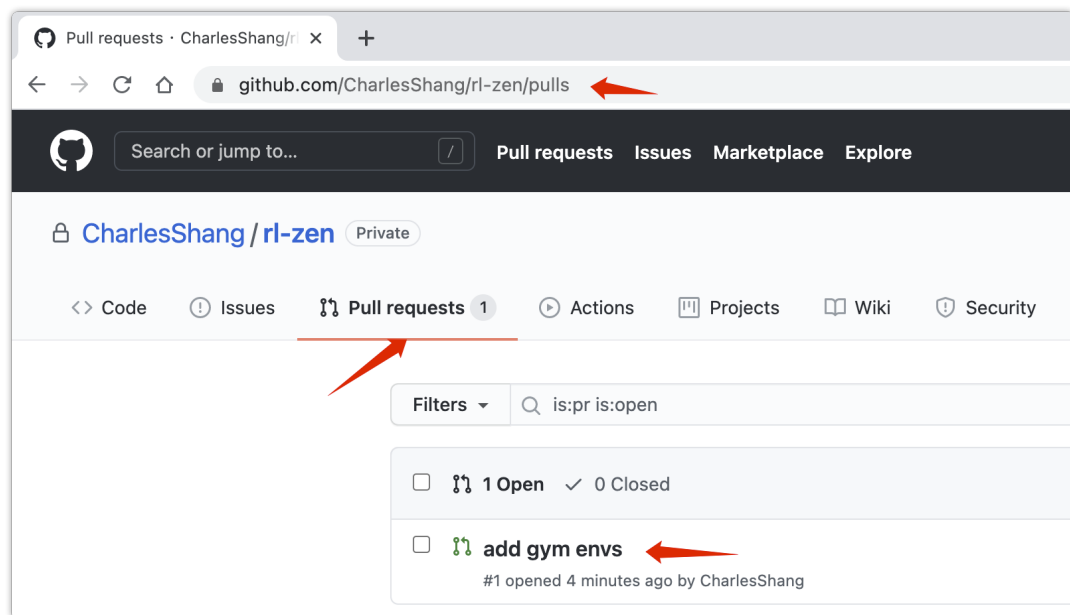 Pull requests · CharlesShang/rl
github.com/CharlesShang/rl-zen/pulls
Search or jump to... / Pull requests Issues Marketplace Explore
CharlesShang / rl-zen Private
Code Issues Pull requests 1 Actions Projects Wiki Security
Filters is:pr is:open
1 Open 0 Closed
add gym envs
#1 opened 4 minutes ago by CharlesShang